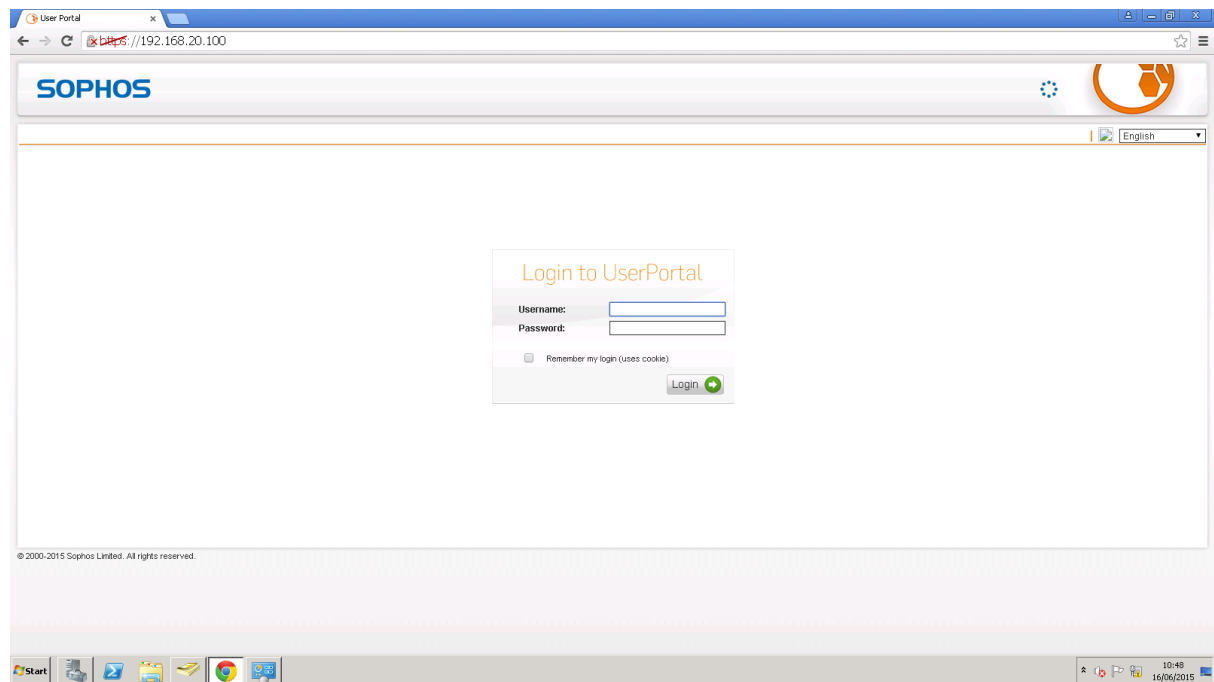 User Portal
https://192.168.20.100
SOPHOS
English
Login to UserPortal
Username:
Password:
Remember my login (uses cookie)
Login
© 2000-2015 Sophos Limited. All rights reserved.
Start
10:48
16/06/2015